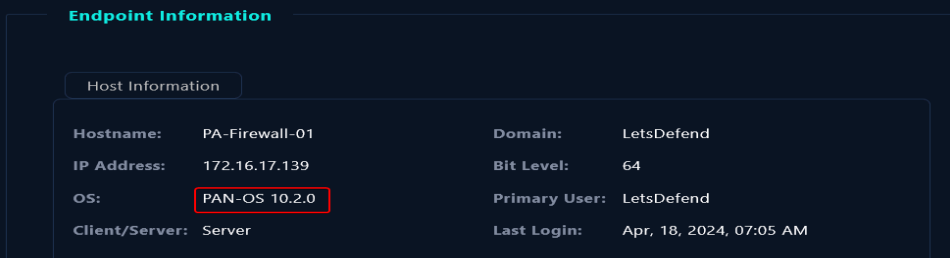 Endpoint Information
Host Information
Hostname: PA-Firewall-01 Domain: LetsDefend
IP Address: 172.16.17.139 Bit Level: 64
OS: PAN-OS 10.2.0 Primary User: LetsDefend
Client/Server: Server Last Login: Apr, 18, 2024, 07:05 AM